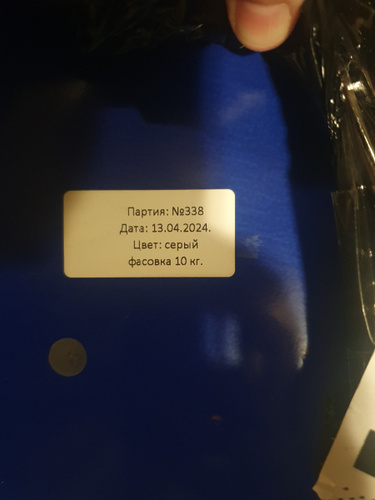 Партия: №338
Дата: 13.04.2024.
Цвет: серый
фасовка 10 кг.